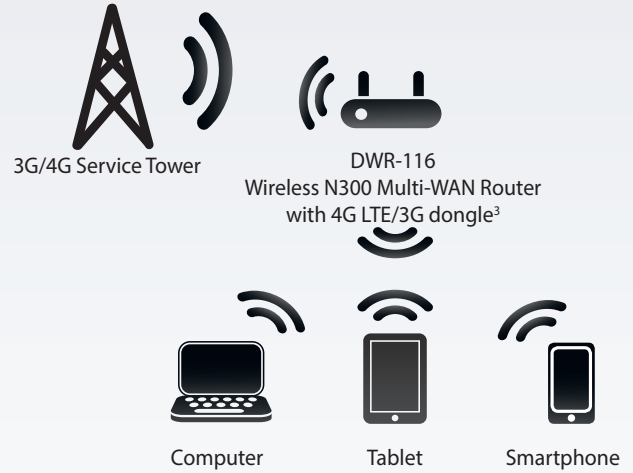 3G/4G Service Tower
DWR-116
Wireless N300 Multi-WAN Router
with 4G LTE/3G dongle³
Computer
Tablet
Smartphone